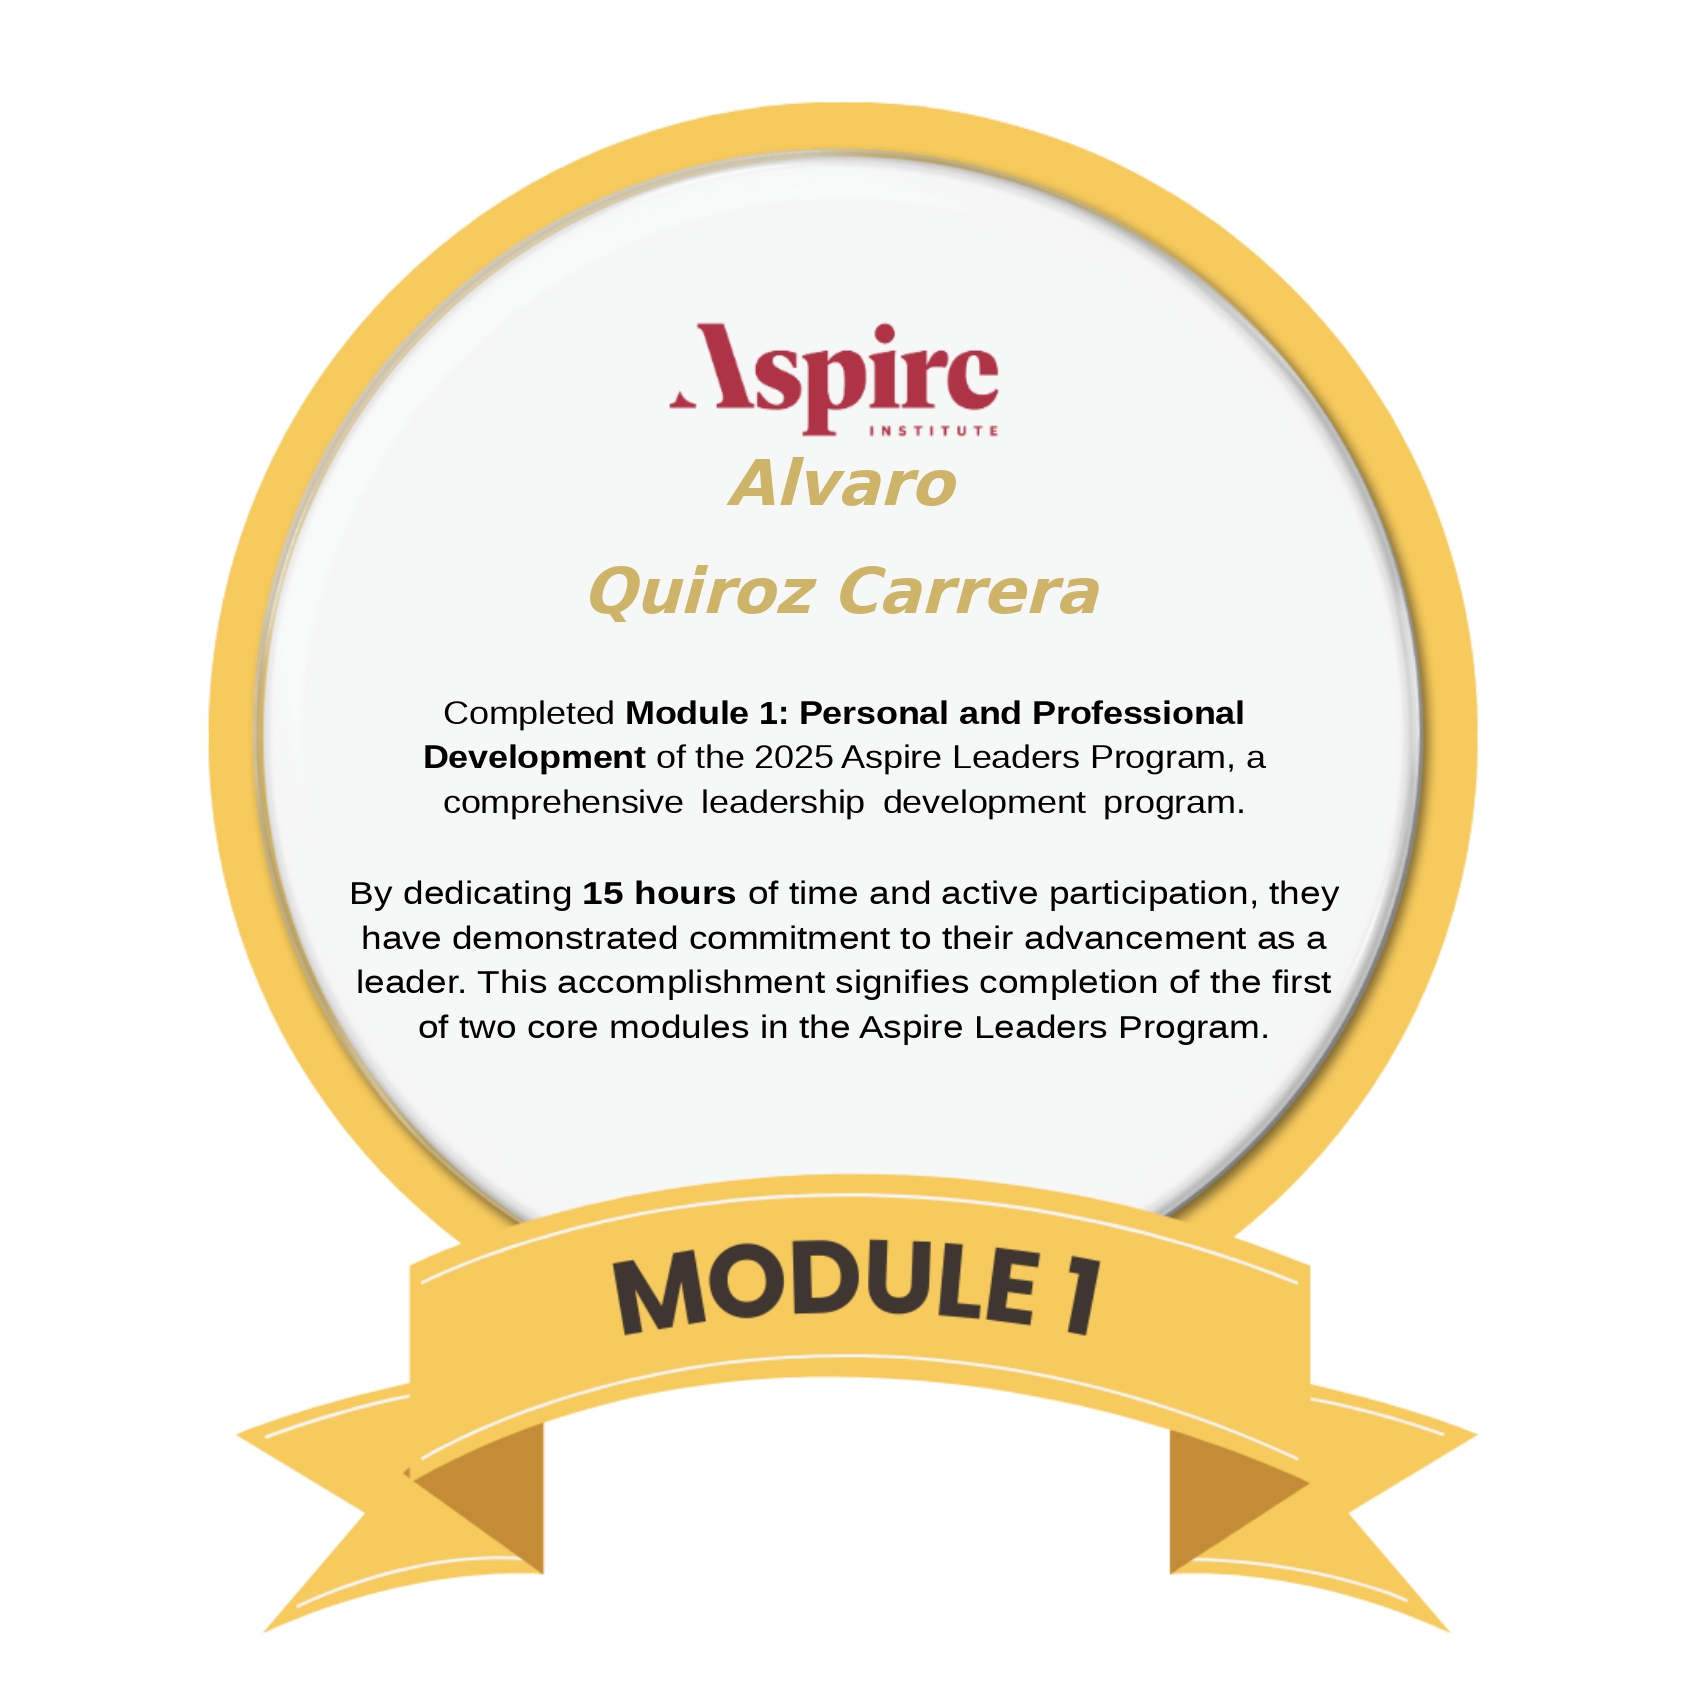 Aspire
INSTITUTE
Alvaro
Quiroz Carrera
Completed Module 1: Personal and Professional
Development of the 2025 Aspire Leaders Program, a
comprehensive leadership development program.
By dedicating 15 hours of time and active participation, they
have demonstrated commitment to their advancement as a
leader. This accomplishment signifies completion of the first
of two core modules in the Aspire Leaders Program.
MODULE 1